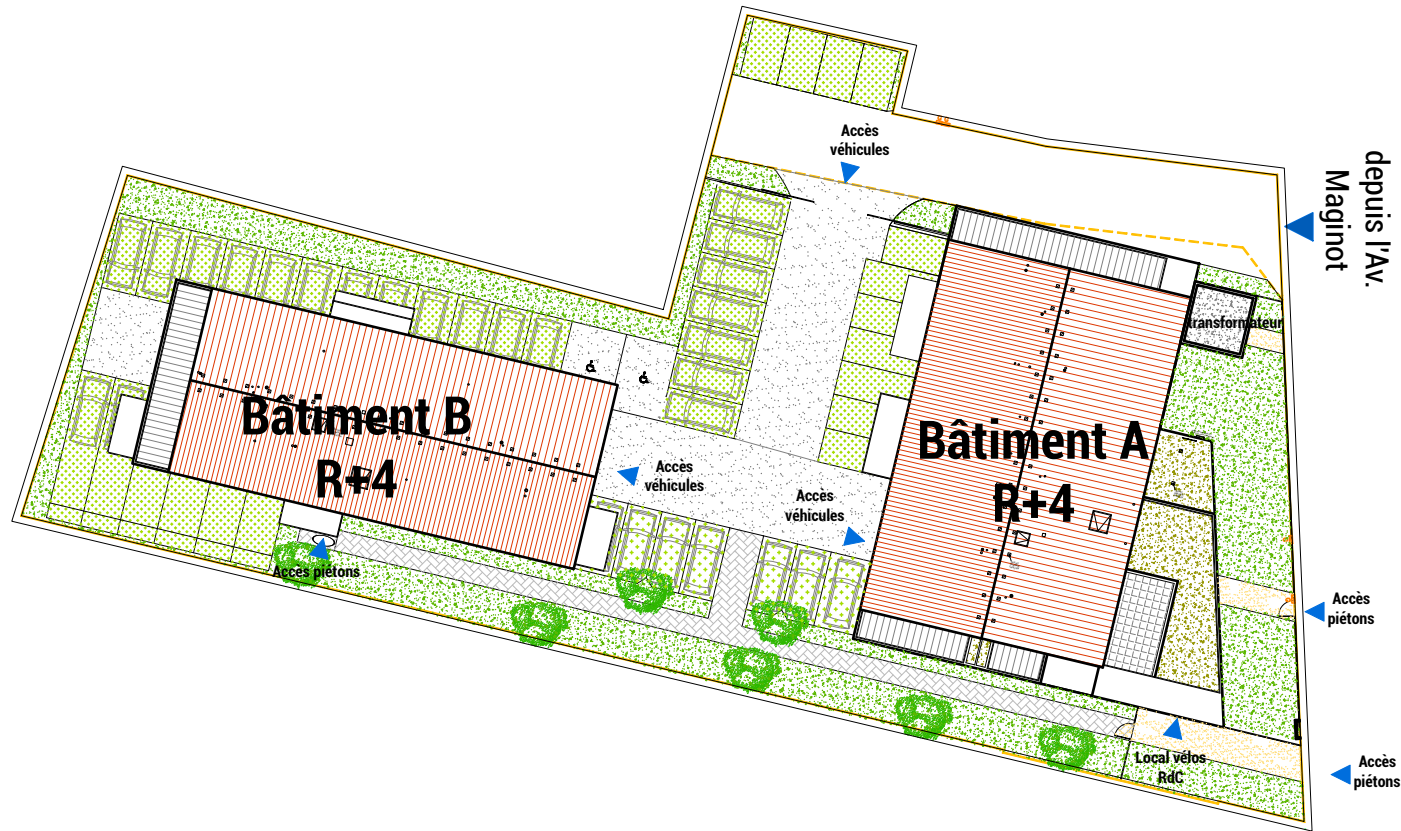 Accès
véhicules
depuis l'Av.
Maginot
transformateur
Bâtiment B
R+4
Bâtiment A
R+4
Accès
véhicules
Accès
véhicules
Accès piétons
Accès
piétons
Local vélos
RdC
Accès
piétons